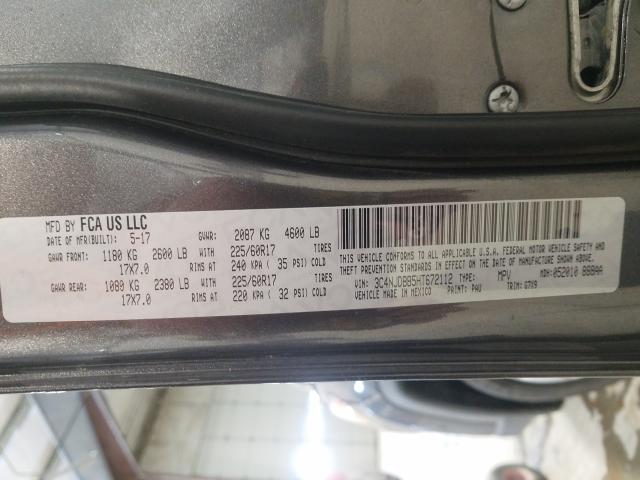 MFD BY FCA US LLC
DATE OF MFR(BUILT): 5-17 GVWR: 2087 KG 4600 LB
GAWR FRONT: 1180 KG 2600 LB WITH 225/60R17 TIRES
17X7.0 RIMS AT 240 KPA ( 35 PSI) COLD
GAWR REAR: 1080 KG 2380 LB WITH 225/60R17 TIRES
17X7.0 RIMS AT 220 KPA ( 32 PSI) COLD
THIS VEHICLE CONFORMS TO ALL APPLICABLE U.S.A. FEDERAL MOTOR VEHICLE SAFETY AND
THEFT PREVENTION STANDARDS IN EFFECT ON THE DATE OF MANUFACTURE SHOWN ABOVE.
VIN: 3C4NJDBB5HT672112 TYPE: MPV MDH: 052010 BBBAA
VEHICLE MADE IN MEXICO PAINT: PAU TRIM: G7X9